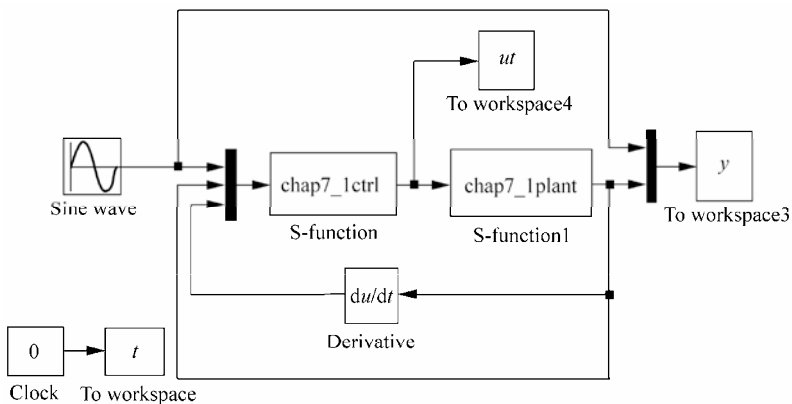 ut
To workspace4
chap7_1ctrl
chap7_1plant
y
Sine wave
S-function
S-function1
To workspace3
du/dt
Derivative
0
t
Clock
To workspace